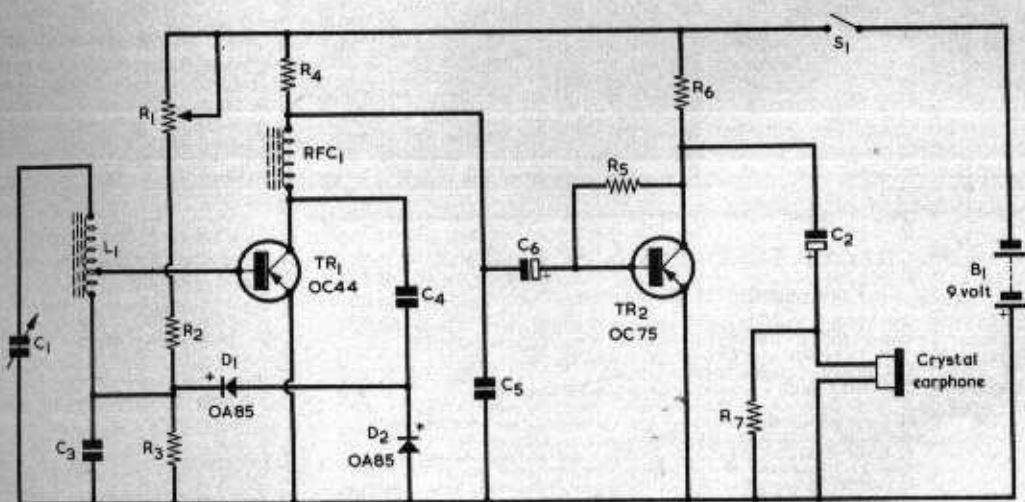 S1
R4
R6
R1
RFC1
R5
L1
C6
+
C2
+
B1
9 volt
+
TR1
OC44
C4
TR2
OC75
C1
R2
D1
+
OA85
C5
Crystal
earphone
R7
D2
+
OA85
C3
R3